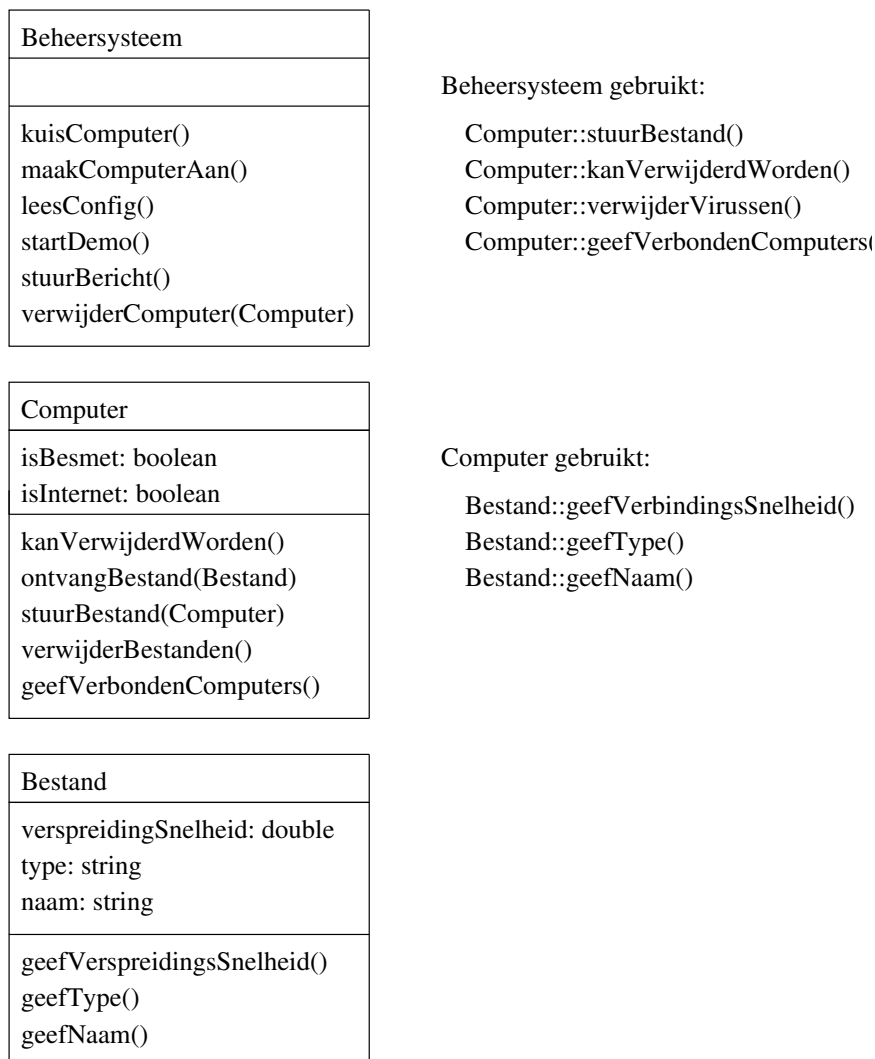 Beheersysteem
kuisComputer()
maakComputerAan()
leesConfig()
startDemo()
stuurBericht()
verwijderComputer(Computer)
Beheersysteem gebruikt:
Computer::stuurBestand()
Computer::kanVerwijderdWorden()
Computer::verwijderVirussen()
Computer::geefVerbondenComputers(
Computer
isBesmet: boolean
isInternet: boolean
kanVerwijderdWorden()
ontvangBestand(Bestand)
stuurBestand(Computer)
verwijderBestanden()
geefVerbondenComputers()
Computer gebruikt:
Bestand::geefVerbindingsSnelheid()
Bestand::geefType()
Bestand::geefNaam()
Bestand
verspreidingSnelheid: double
type: string
naam: string
geefVerspreidingsSnelheid()
geefType()
geefNaam()